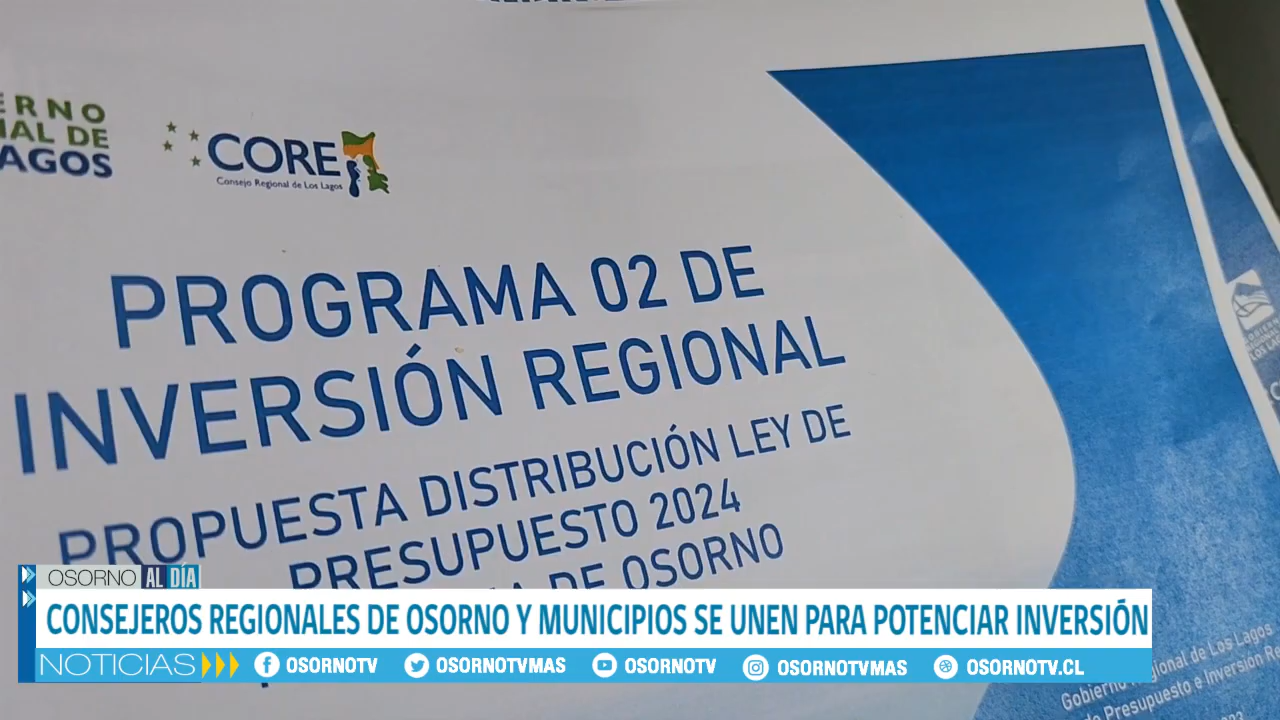 ERNO
NAL DE
AGOS
CORE
Consejo Regional de Los Lagos
PROGRAMA 02 DE
INVERSIÓN REGIONAL
PROPUESTA DISTRIBUCIÓN LEY DE
PRESUPUESTO 2024
DE OSORNO
OSORNO AL DÍA
CONSEJEROS REGIONALES DE OSORNO Y MUNICIPIOS SE UNEN PARA POTENCIAR INVERSIÓN
NOTICIAS
OSORNOTV
OSORNOTVMAS
OSORNOTV
OSORNOTVMAS
OSORNOTV.CL
Gobierno Regional de Los Lagos
Presupuesto e Inversión Re